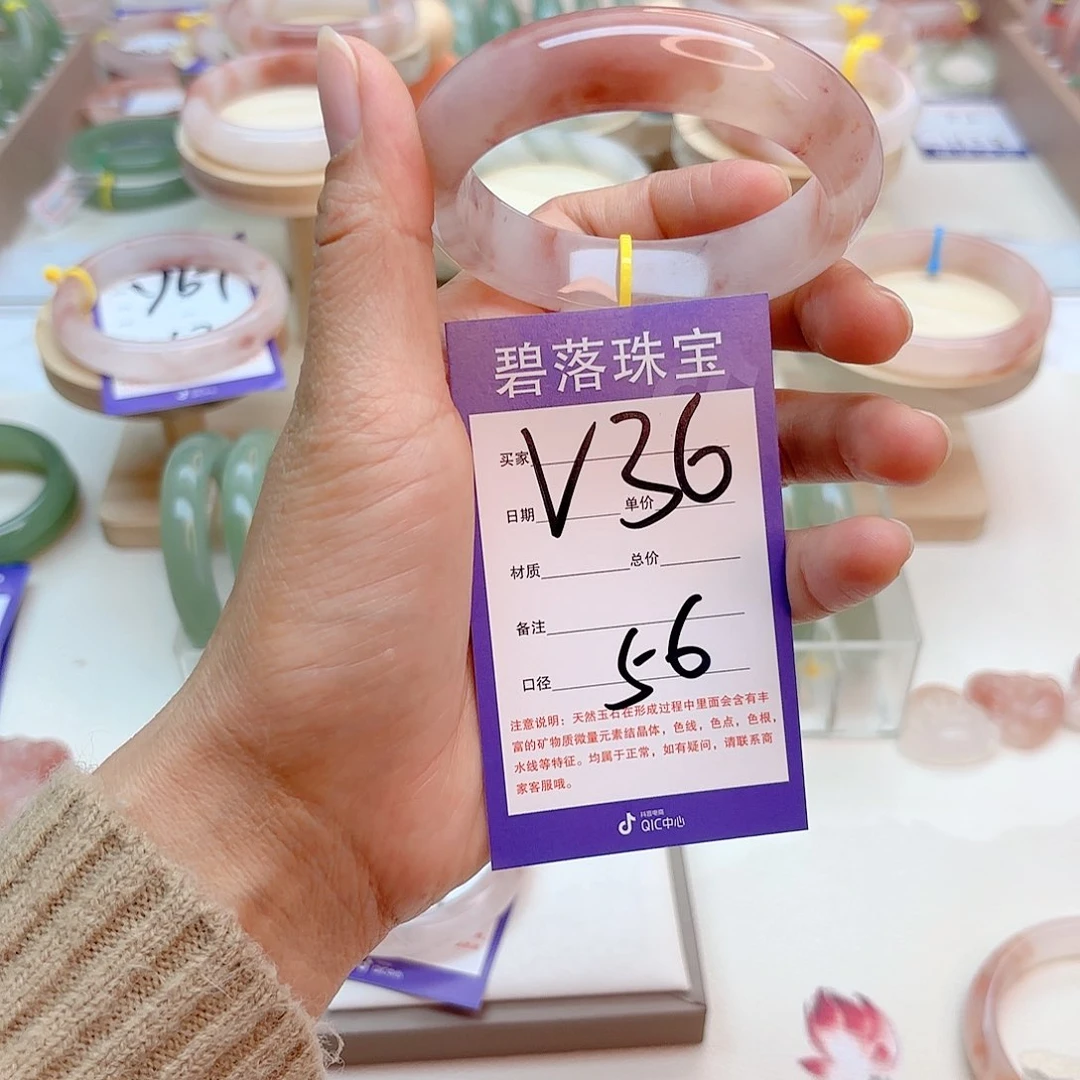 碧落珠宝
买家
V36
日期 单价
材质 总价
备注
56
口径
注意说明：天然玉石在形成过程中里面会含有丰
富的矿物质微量元素结晶体，色线，色点，色根，
水线等特征。均属于正常，如有疑问，请联系商
家客服哦。
抖音电商
QIC中心